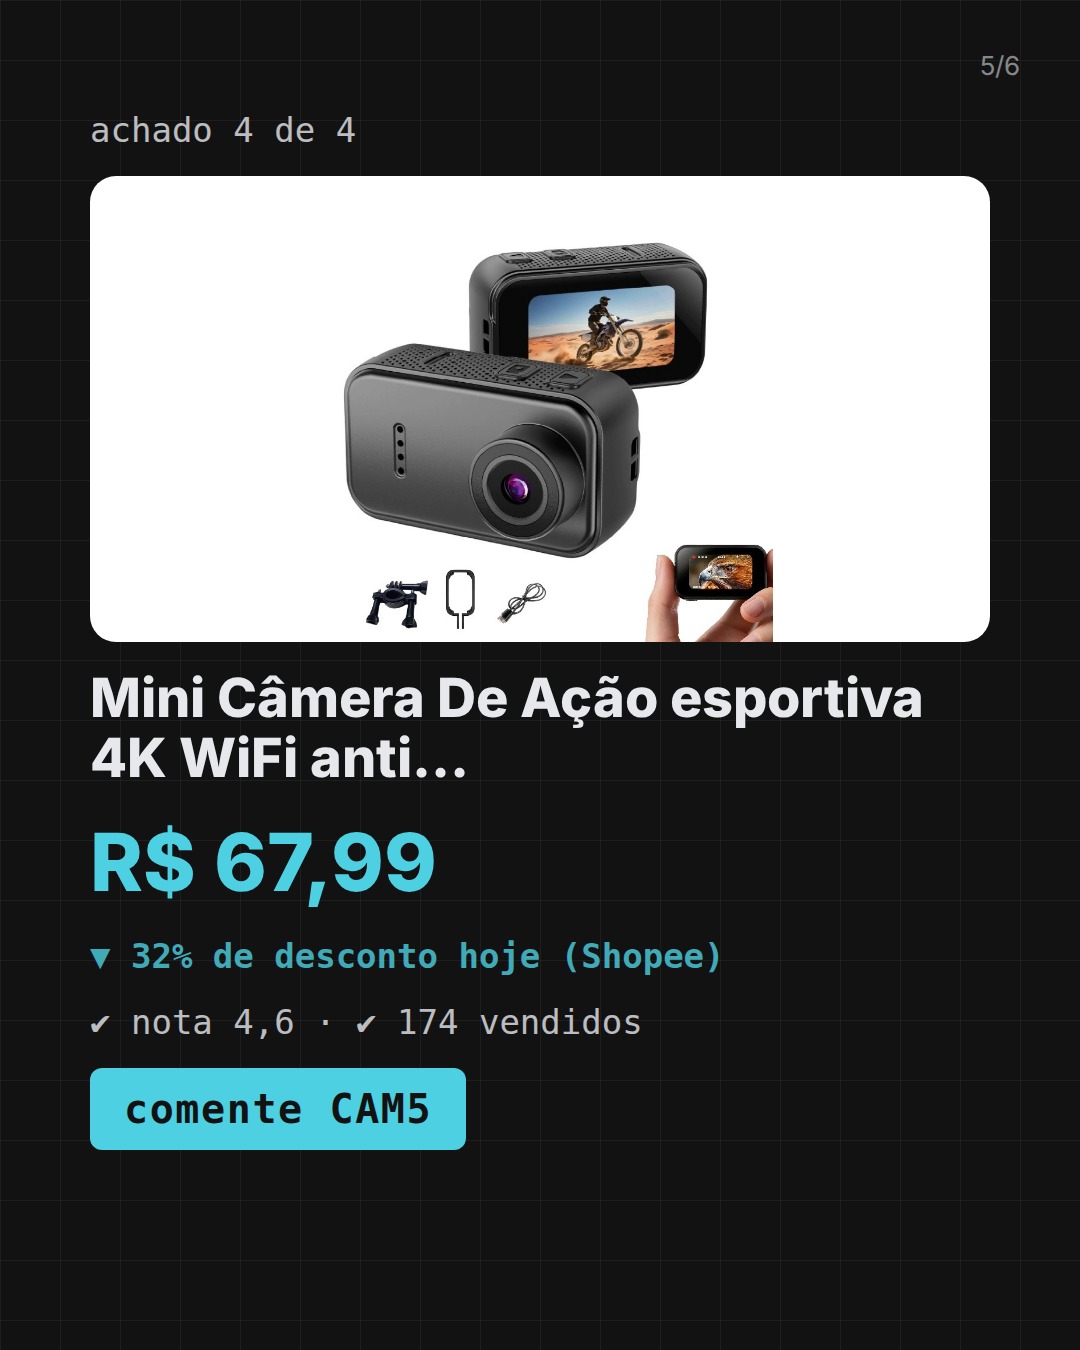 5/6
achado 4 de 4
Mini Câmera De Ação esportiva
4K WiFi anti...
R$ 67,99
▼ 32% de desconto hoje (Shopee)
✔ nota 4,6 · ✔ 174 vendidos
comente CAM5